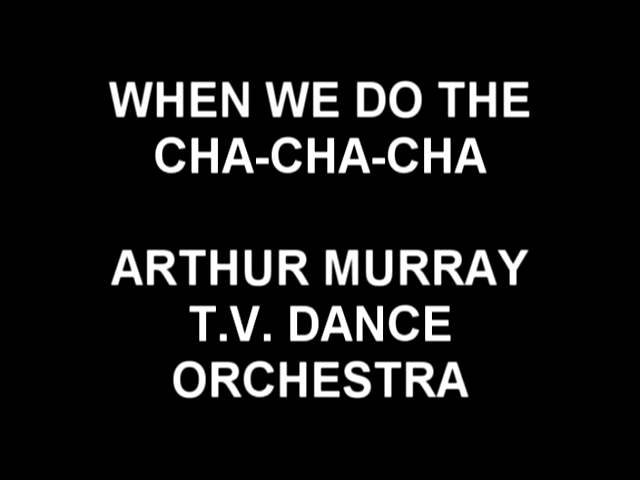 WHEN WE DO THE
CHA-CHA-CHA
ARTHUR MURRAY
T.V. DANCE
ORCHESTRA